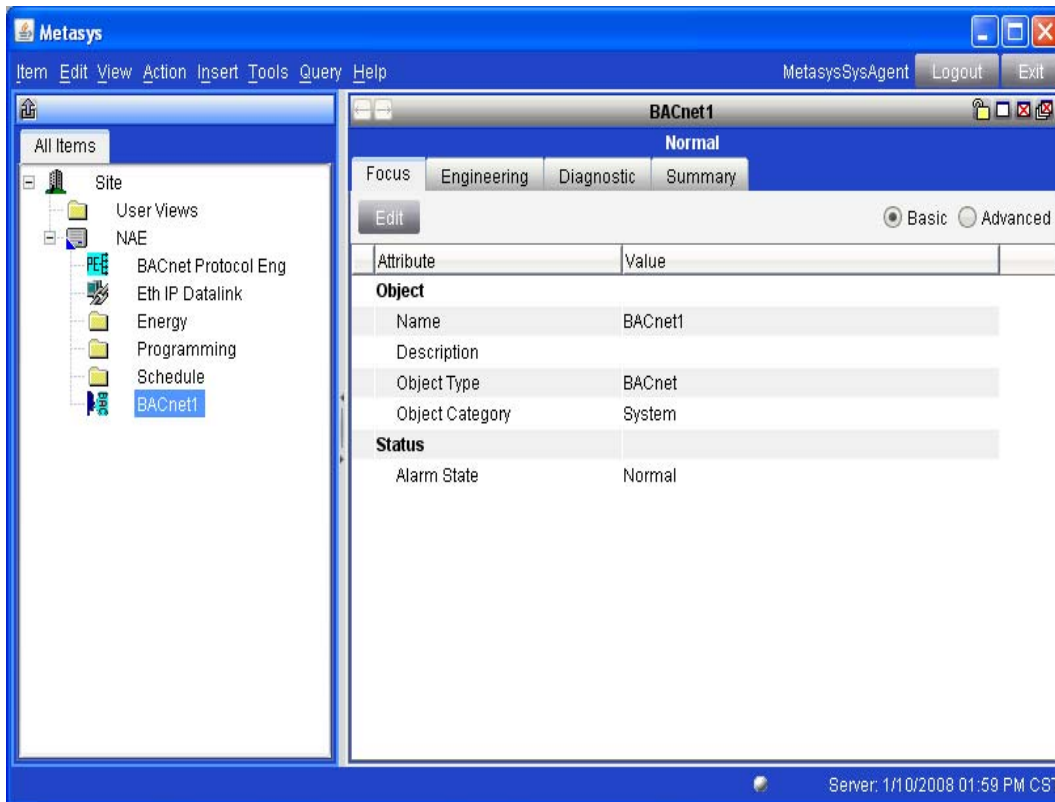 Metasys
Item Edit View Action Insert Tools Query Help MetasysSysAgent Logout Exit
All Items
Site
User Views
NAE
PE
BACnet Protocol Eng
Eth IP Datalink
Energy
Programming
Schedule
BAC
BACnet1
BACnet1
Normal
Focus Engineering Diagnostic Summary
Edit Basic Advanced
Attribute Value
Object
Name BACnet1
Description
Object Type BACnet
Object Category System
Status
Alarm State Normal
Server: 1/10/2008 01:59 PM CST